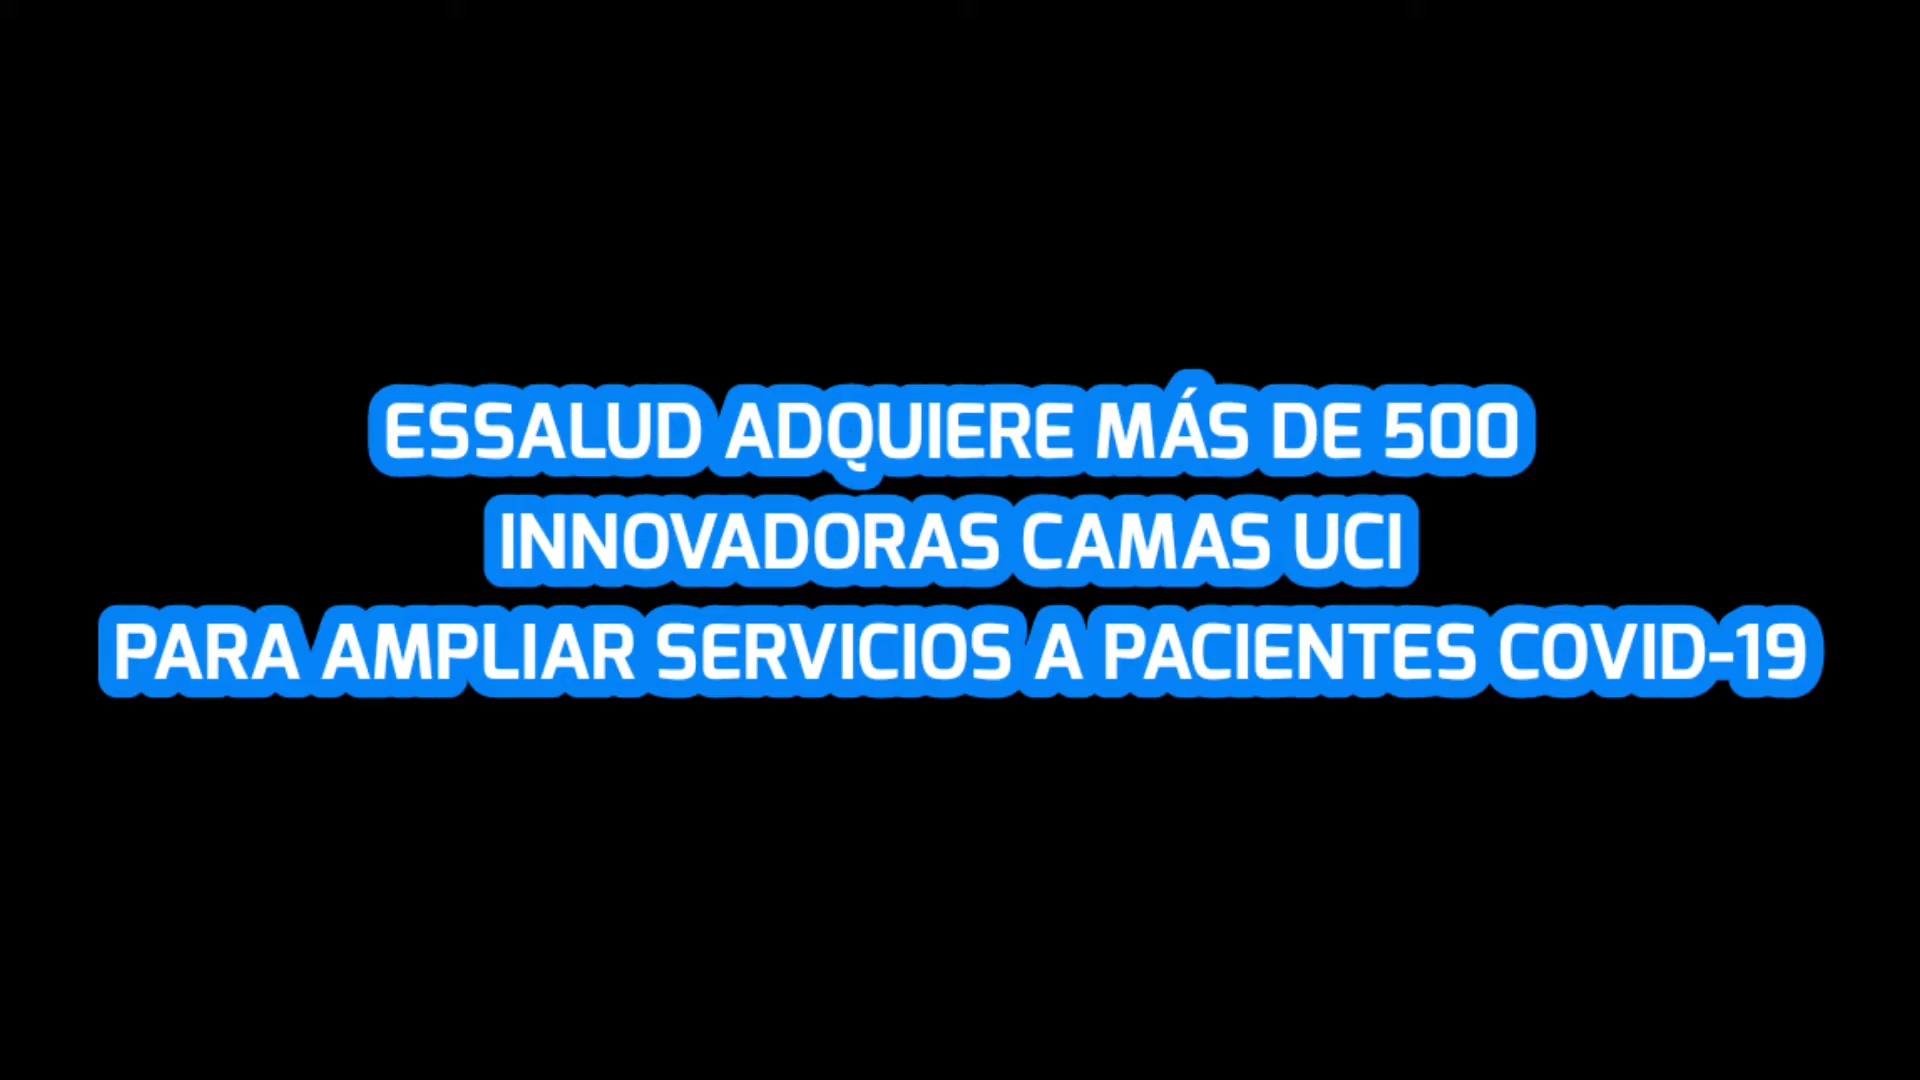 ESSALUD ADQUIERE MÁS DE 500
INNOVADORAS CAMAS UCI
PARA AMPLIAR SERVICIOS A PACIENTES COVID-19